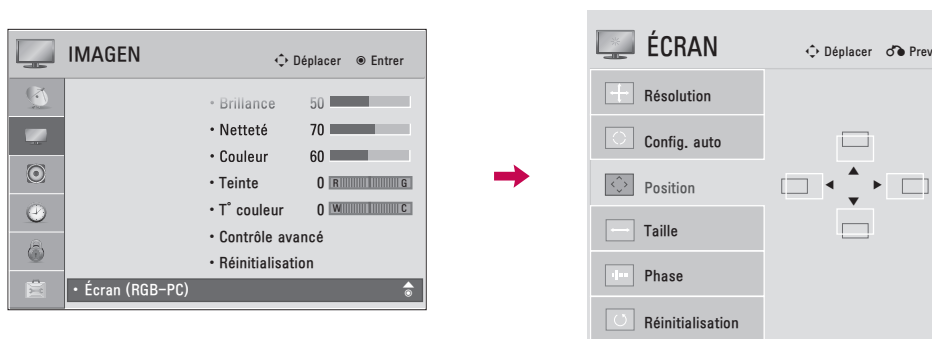 IMAGEN
Déplacer Entrer
• Brillance 50
• Netteté 70
• Couleur 60
• Teinte 0 R G
• T° couleur 0 W C
• Contrôle avancé
• Réinitialisation
• Écran (RGB-PC)
ÉCRAN
Déplacer Prev
Résolution
Config. auto
Position
Taille
Phase
Réinitialisation